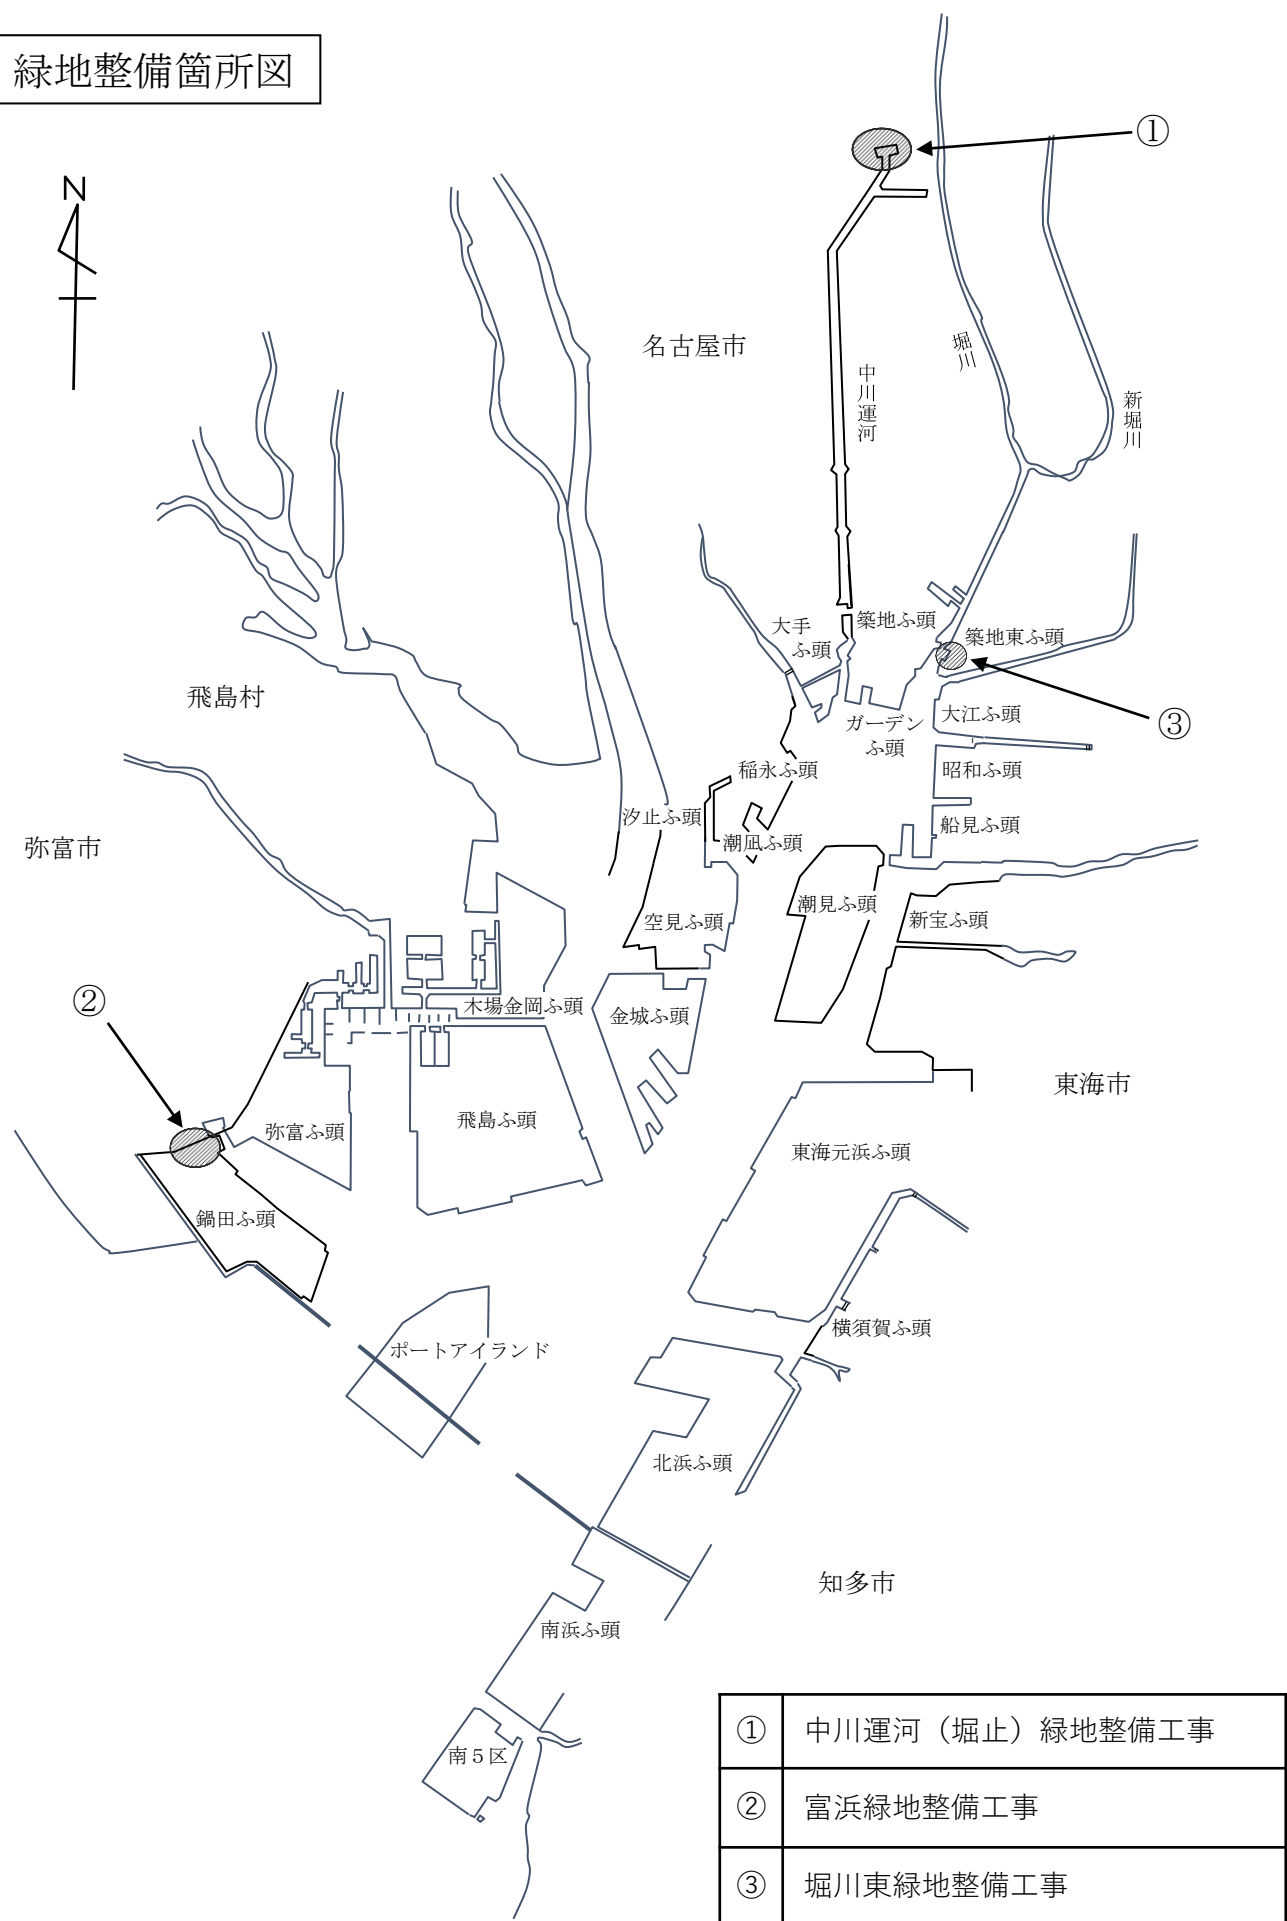 緑地整備箇所図
①
N
名古屋市
堀川
中川運河
新堀川
大手
ふ頭
築地ふ頭
築地東ふ頭
飛島村
ガーデン
ふ頭
大江ふ頭
③
稲永ふ頭
昭和ふ頭
汐止ふ頭
船見ふ頭
潮凪ふ頭
弥富市
潮見ふ頭
空見ふ頭
新宝ふ頭
②
木場金岡ふ頭
金城ふ頭
東海市
飛島ふ頭
弥富ふ頭
東海元浜ふ頭
鍋田ふ頭
横須賀ふ頭
ポートアイランド
北浜ふ頭
知多市
南浜ふ頭
南５区
① 中川運河（堀止）緑地整備工事
② 富浜緑地整備工事
③ 堀川東緑地整備工事